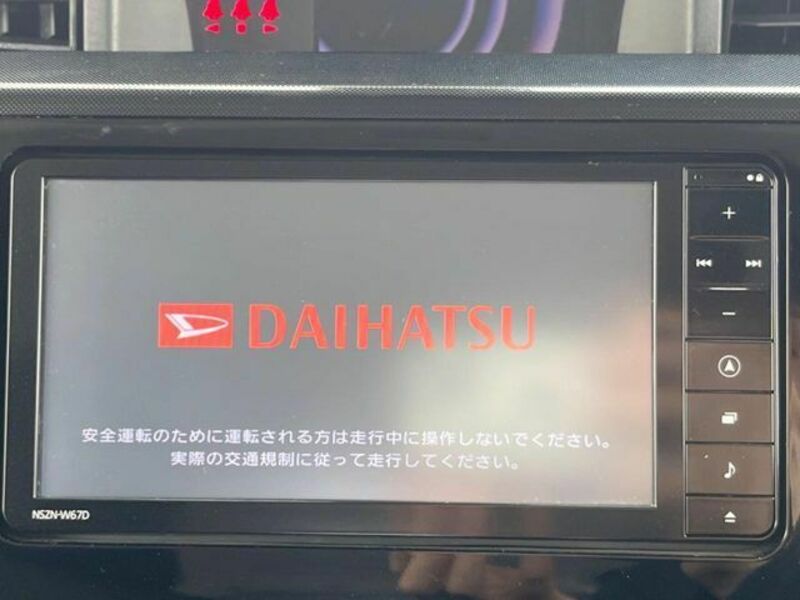 DAIHATSU
安全運転のために運転される方は走行中に操作しないでください。
実際の交通規制に従って走行してください。
NSZN-W67D